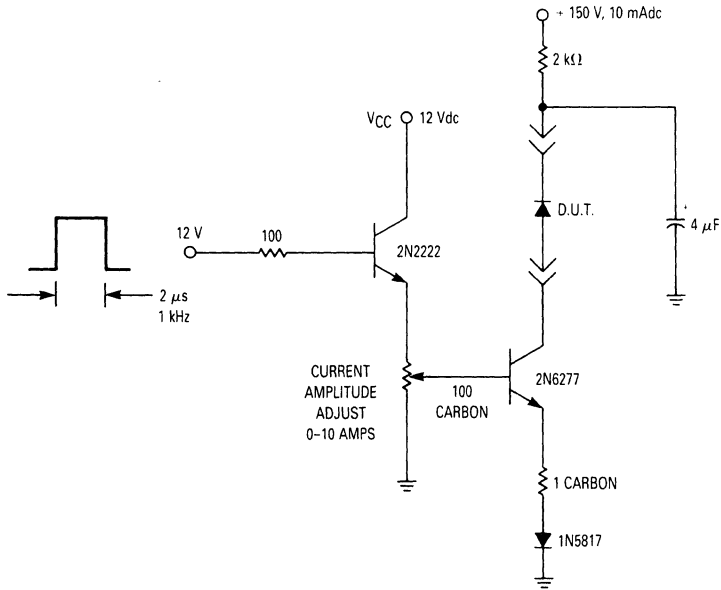 + 150 V, 10 mAdc
2 kΩ
VCC 12 Vdc
D.U.T.
+
4 μF
12 V
100
2N2222
2 μs
1 kHz
CURRENT
AMPLITUDE
ADJUST
0–10 AMPS
100
CARBON
2N6277
1 CARBON
1N5817